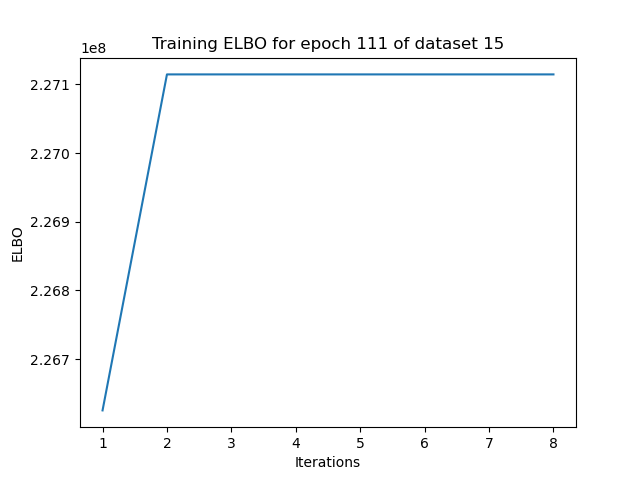 Training ELBO for epoch 111 of dataset 15
1e8
2.271
2.270
2.269
2.268
2.267
ELBO
1 2 3 4 5 6 7 8
Iterations